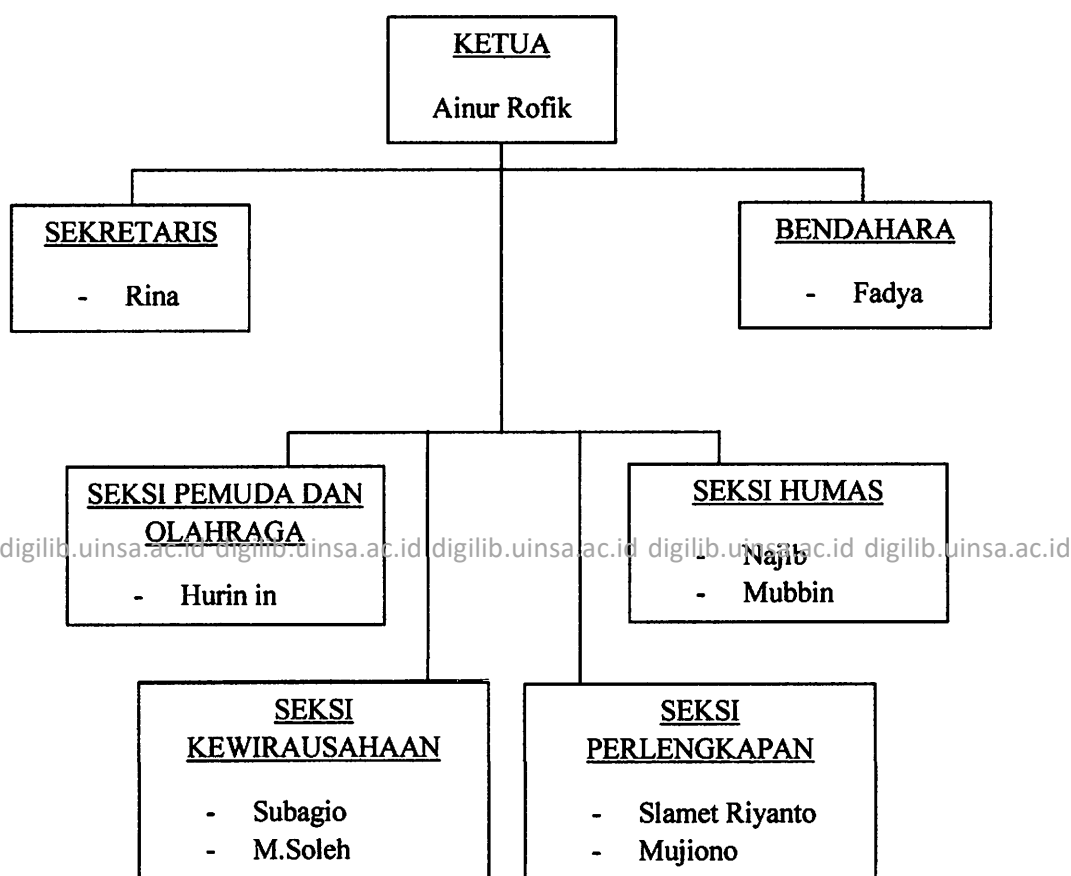 KETUA
Ainur Rofik
SEKRETARIS
- Rina
BENDAHARA
- Fadya
SEKSI PEMUDA DAN
OLAHRAGA
- Hurin in
SEKSI HUMAS
- Najib
- Mubbin
digilib.uinsa.ac.id digilib.uinsa.ac.id digilib.uinsa.ac.id digilib.uinsa.ac.id digilib.uinsa.ac.id
SEKSI
KEWIRAUSAHAAN
- Subagio
- M.Soleh
SEKSI
PERLENGKAPAN
- Slamet Riyanto
- Mujiono